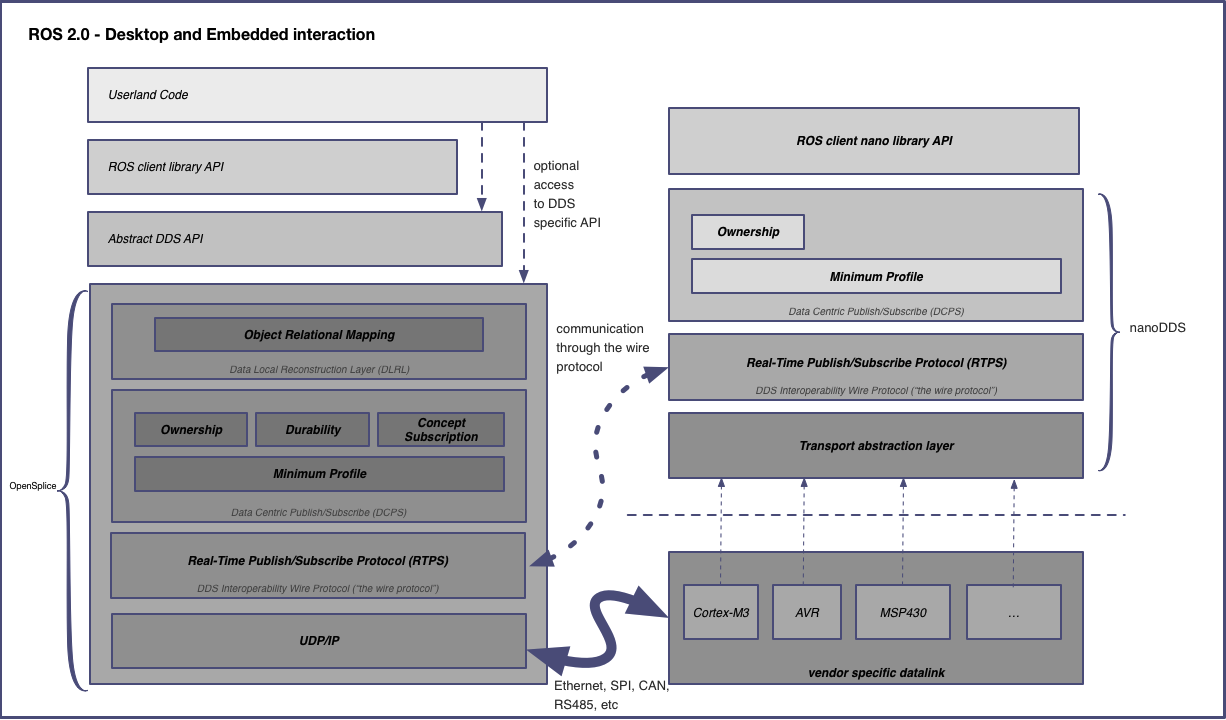 ROS 2.0 - Desktop and Embedded interaction
Userland Code
ROS client library API
Abstract DDS API
optional
access
to DDS
specific API
OpenSplice
Object Relational Mapping
Data Local Reconstruction Layer (DLRL)
Ownership
Durability
Concept
Subscription
Minimum Profile
Data Centric Publish/Subscribe (DCPS)
Real-Time Publish/Subscribe Protocol (RTPS)
DDS Interoperability Wire Protocol ("the wire protocol")
UDP/IP
communication
through the wire
protocol
Ethernet, SPI, CAN,
RS485, etc
ROS client nano library API
Ownership
Minimum Profile
Data Centric Publish/Subscribe (DCPS)
Real-Time Publish/Subscribe Protocol (RTPS)
DDS Interoperability Wire Protocol ("the wire protocol")
Transport abstraction layer
nanoDDS
Cortex-M3
AVR
MSP430
...
vendor specific datalink